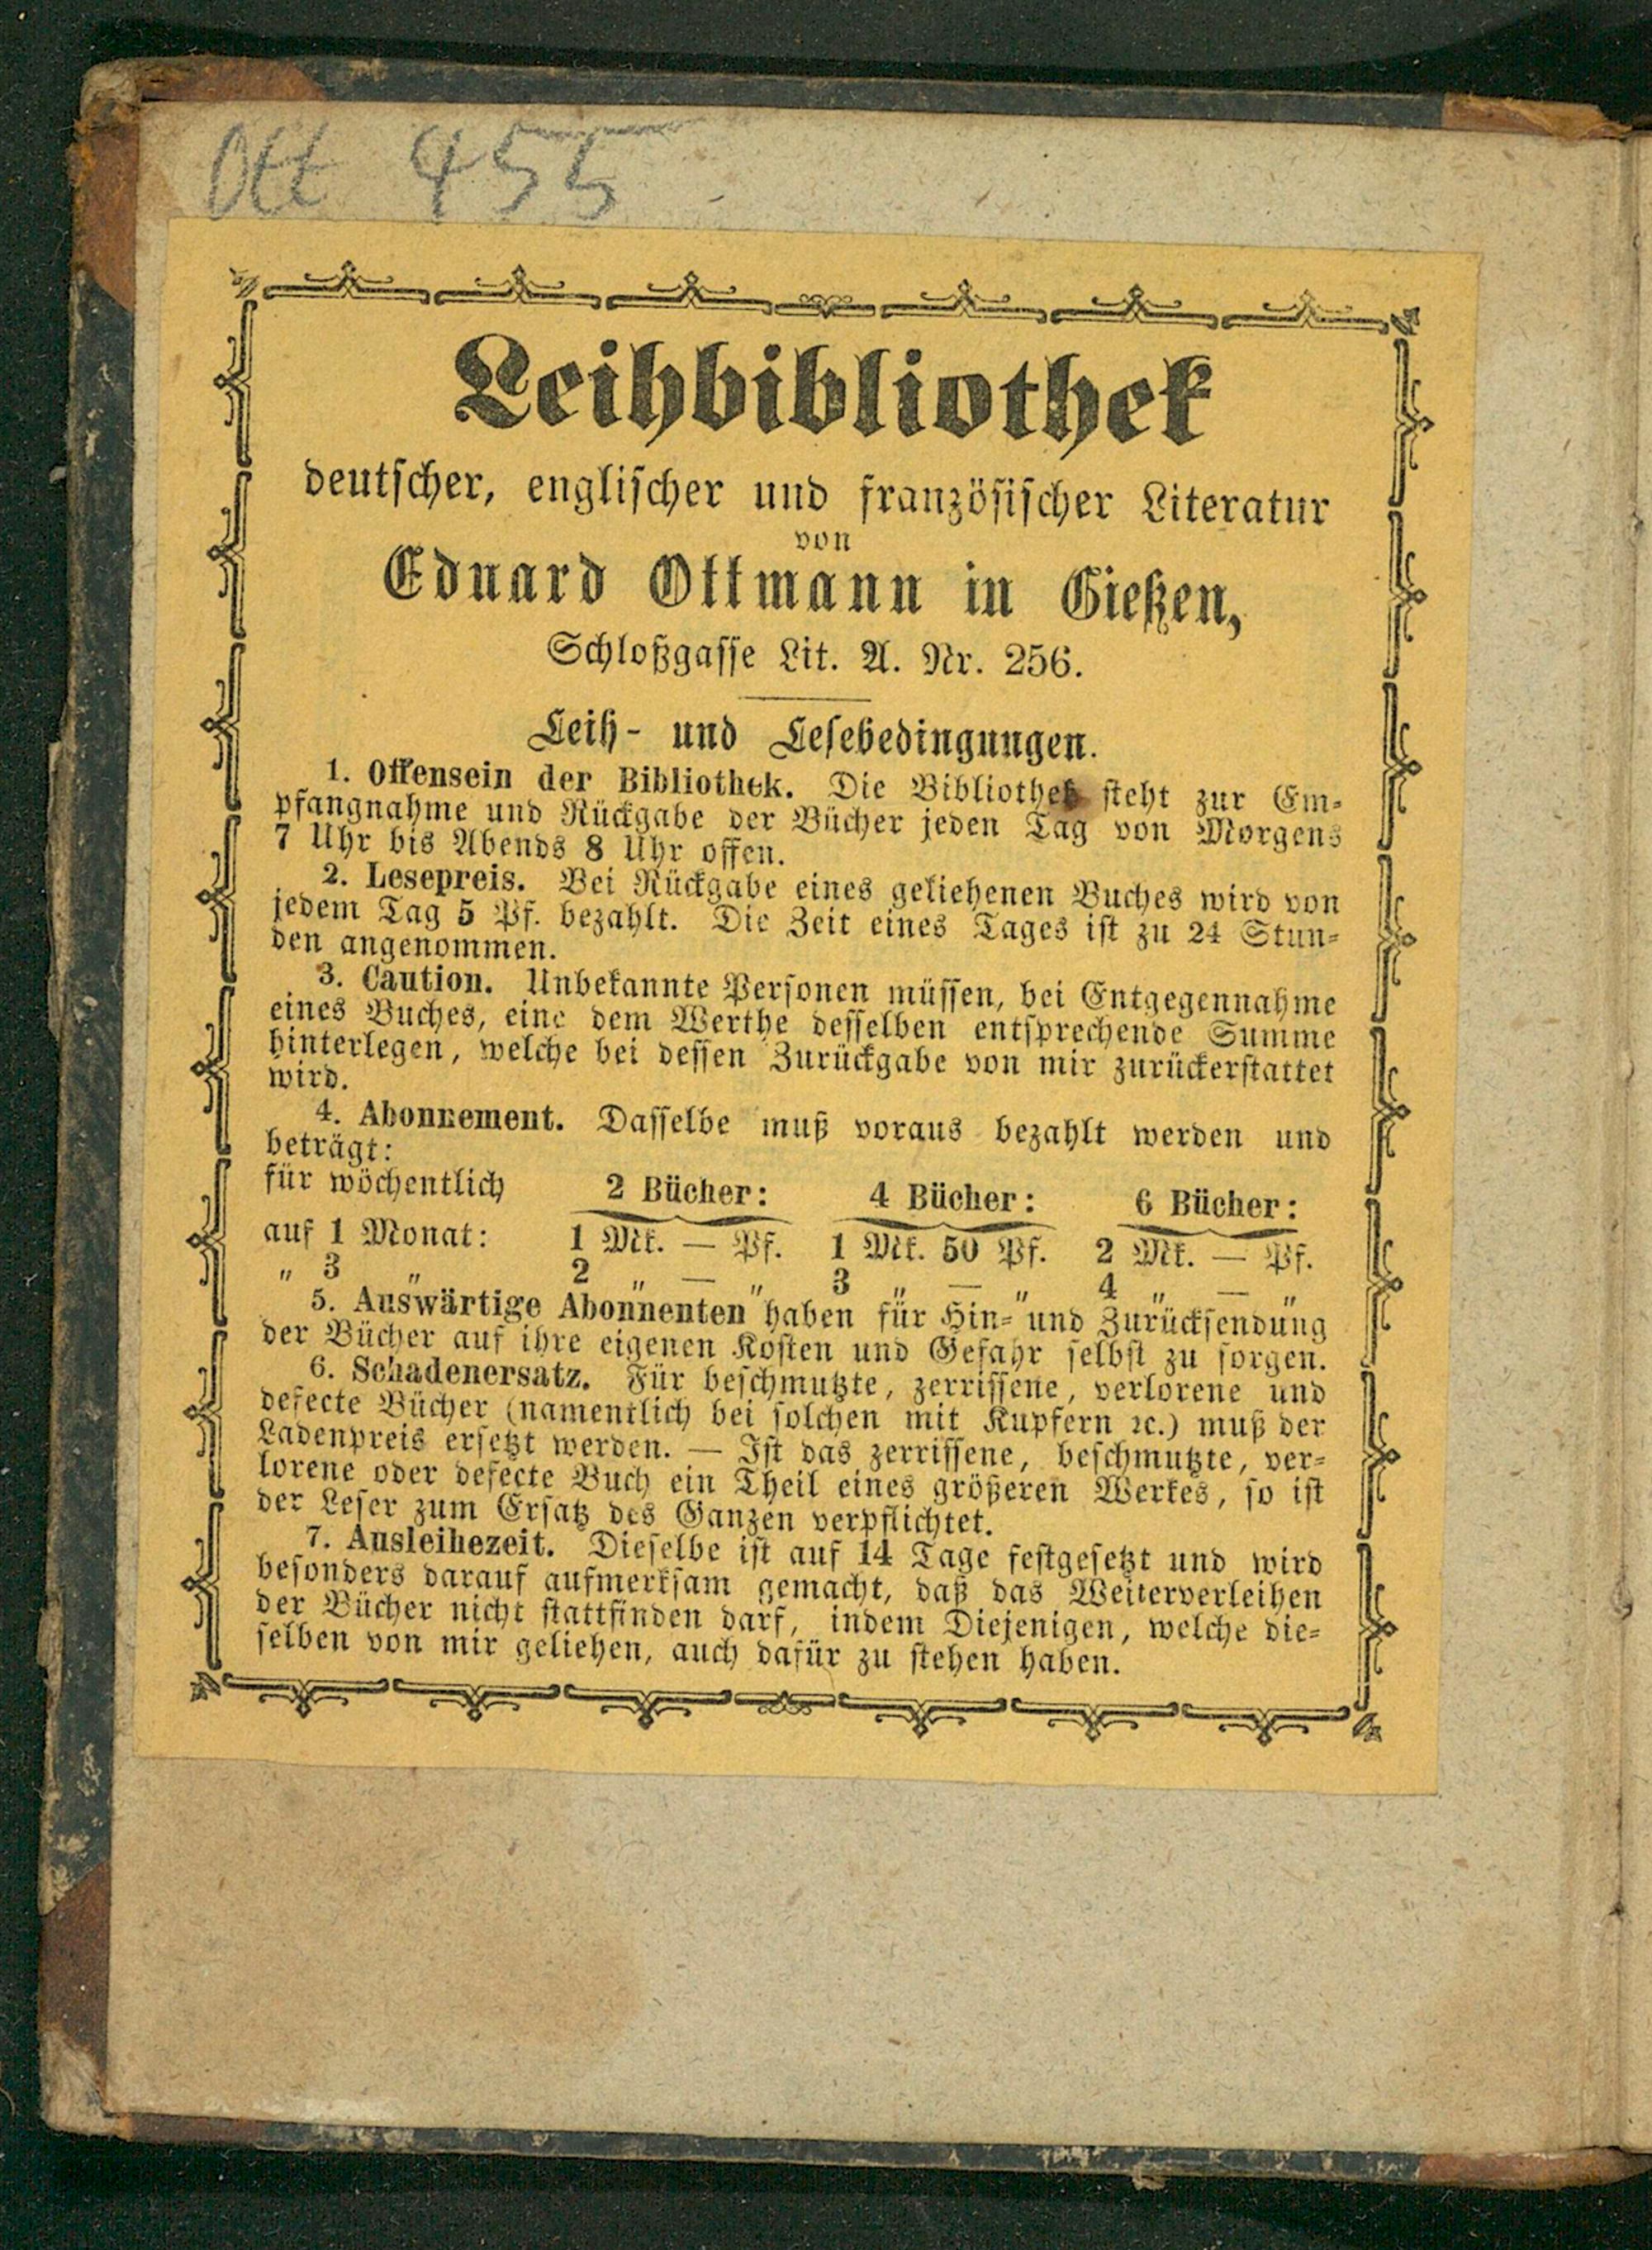 Ott 455
Leihbibliothek
deutscher, englischer und französischer Literatur
von
Eduard Ottmann in Gießen,
Schloßgasse Lit. A. Nr. 256.
Leih- und Lesebedingungen.
1. Offensein der Bibliothek. Die Bibliothek steht zur Em-
pfangnahme und Rückgabe der Bücher jeden Tag von Morgens
7 Uhr bis Abends 8 Uhr offen.
2. Lesepreis. Bei Rückgabe eines geliehenen Buches wird von
jedem Tag 5 Pf. bezahlt. Die Zeit eines Tages ist zu 24 Stun-
den angenommen.
3. Caution. Unbekannte Personen müssen, bei Entgegennahme
eines Buches, eine dem Werthe desselben entsprechende Summe
hinterlegen, welche bei dessen Zurückgabe von mir zurückerstattet
wird.
4. Abonnement. Dasselbe muß voraus bezahlt werden und
beträgt:
für wöchentlich 2 Bücher: 4 Bücher: 6 Bücher:
auf 1 Monat: 1 Mk. — Pf. 1 Mk. 50 Pf. 2 Mk. — Pf.
„ 3 „ 2 „ — „ 3 „ — „ 4 „ — „
5. Auswärtige Abonnenten haben für Hin- und Zurücksendung
der Bücher auf ihre eigenen Kosten und Gefahr selbst zu sorgen.
6. Schadenersatz. Für beschmutzte, zerrissene, verlorene und
defecte Bücher (namentlich bei solchen mit Kupfern ꝛc.) muß der
Ladenpreis ersetzt werden. — Ist das zerrissene, beschmutzte, ver-
lorene oder defecte Buch ein Theil eines größeren Werkes, so ist
der Leser zum Ersatz des Ganzen verpflichtet.
7. Ausleihezeit. Dieselbe ist auf 14 Tage festgesetzt und wird
besonders darauf aufmerksam gemacht, daß das Weiterverleihen
der Bücher nicht stattfinden darf, indem Diejenigen, welche die-
selben von mir geliehen, auch dafür zu stehen haben.